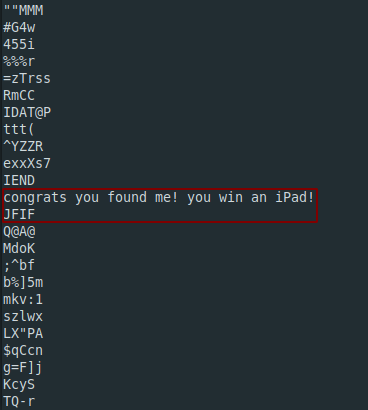 ""MMM
#G4w
455i
%%%r
=zTrss
RmCC
IDAT@P
ttt(
^YZZR
exxXs7
IEND
congrats you found me! you win an iPad!
JFIF
Q@A@
MdoK
;^bf
b%]5m
mkv:1
szlwx
LX"PA
$qCcn
g=F]j
KcyS
TQ-r